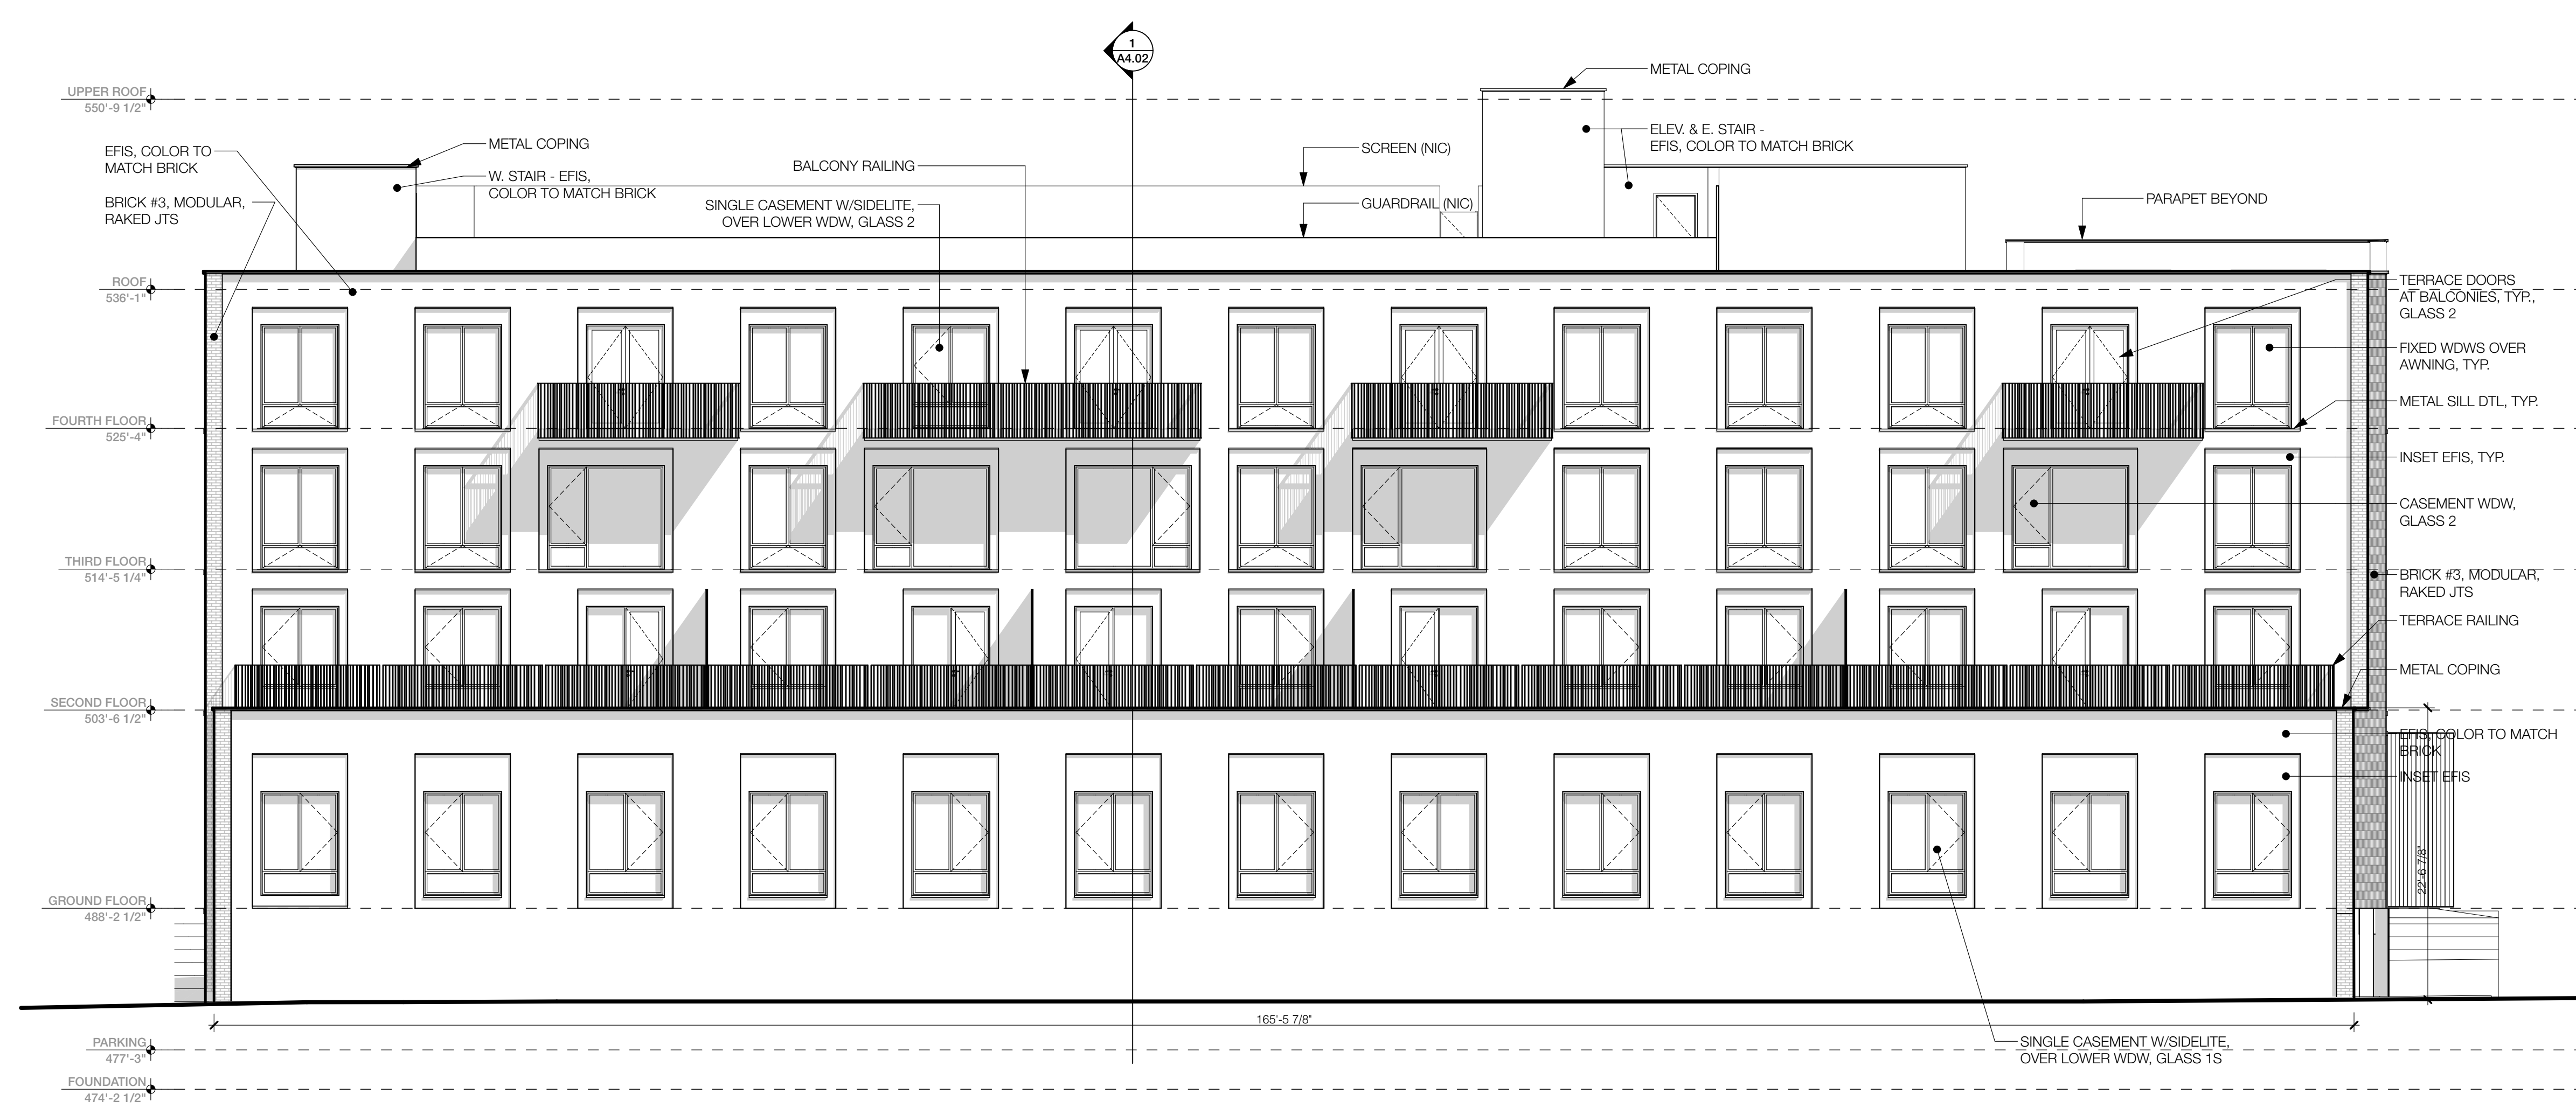 1
A4.02
METAL COPING
UPPER ROOF
550'-9 1/2"
ELEV. & E. STAIR -
EFIS, COLOR TO MATCH BRICK
METAL COPING
SCREEN (NIC)
EFIS, COLOR TO
MATCH BRICK
BALCONY RAILING
W. STAIR - EFIS,
COLOR TO MATCH BRICK
BRICK #3, MODULAR,
RAKED JTS
SINGLE CASEMENT W/SIDELITE,
OVER LOWER WDW, GLASS 2
GUARDRAIL (NIC)
PARAPET BEYOND
ROOF
536'-1"
TERRACE DOORS
AT BALCONIES, TYP.,
GLASS 2
FIXED WDWS OVER
AWNING, TYP.
METAL SILL DTL, TYP.
FOURTH FLOOR
525'-4"
INSET EFIS, TYP.
CASEMENT WDW,
GLASS 2
THIRD FLOOR
514'-5 1/4"
BRICK #3, MODULAR,
RAKED JTS
TERRACE RAILING
METAL COPING
SECOND FLOOR
503'-6 1/2"
EFIS, COLOR TO MATCH
BRICK
INSET EFIS
22'-6 7/8"
GROUND FLOOR
488'-2 1/2"
165'-5 7/8"
PARKING
477'-3"
SINGLE CASEMENT W/SIDELITE,
OVER LOWER WDW, GLASS 1S
FOUNDATION
474'-2 1/2"